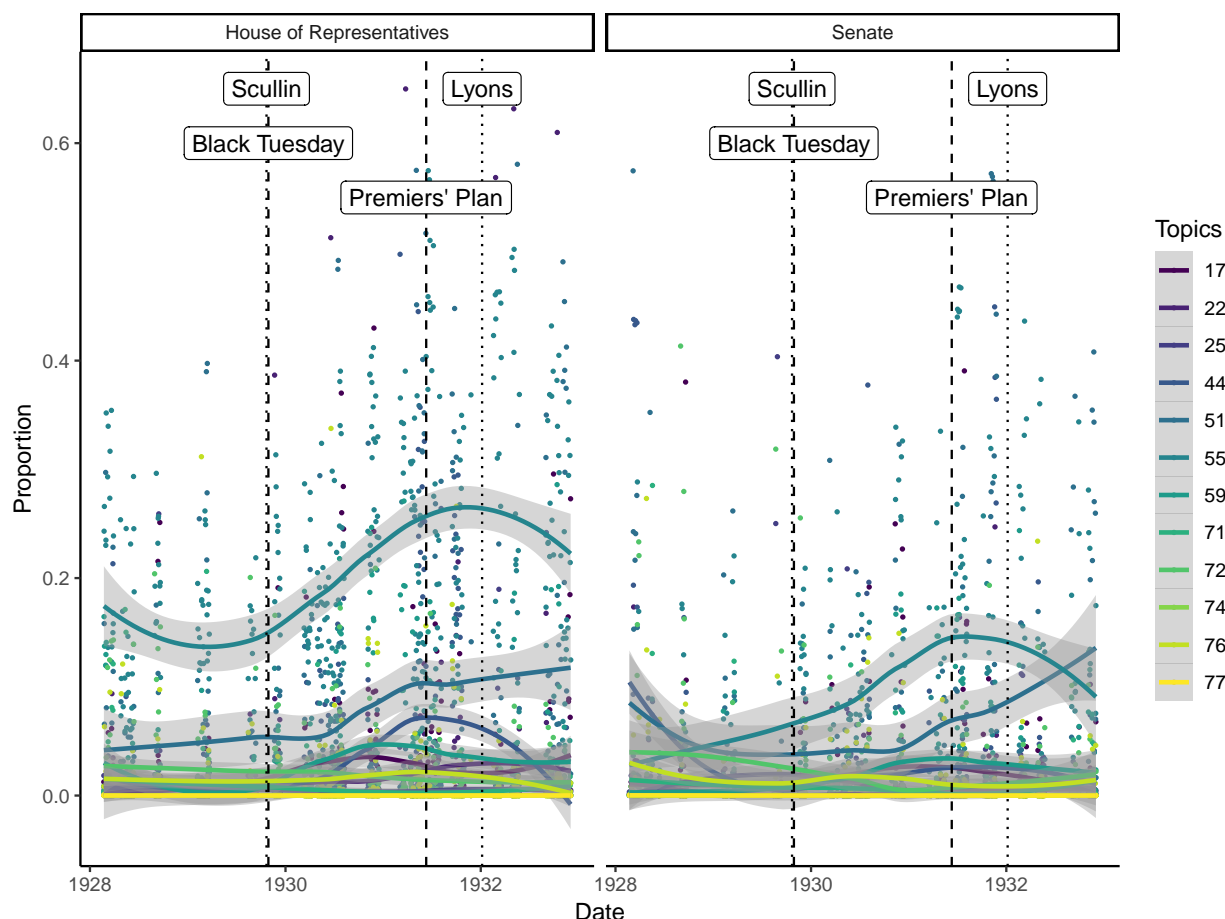 House of Representatives
Senate
Scullin
Lyons
Scullin
Lyons
Black Tuesday
Black Tuesday
Premiers' Plan
Premiers' Plan
0.6
0.4
0.2
0.0
Proportion
1928
1930
1932
1928
1930
1932
Date
Topics
17
22
25
44
51
55
59
71
72
74
76
77